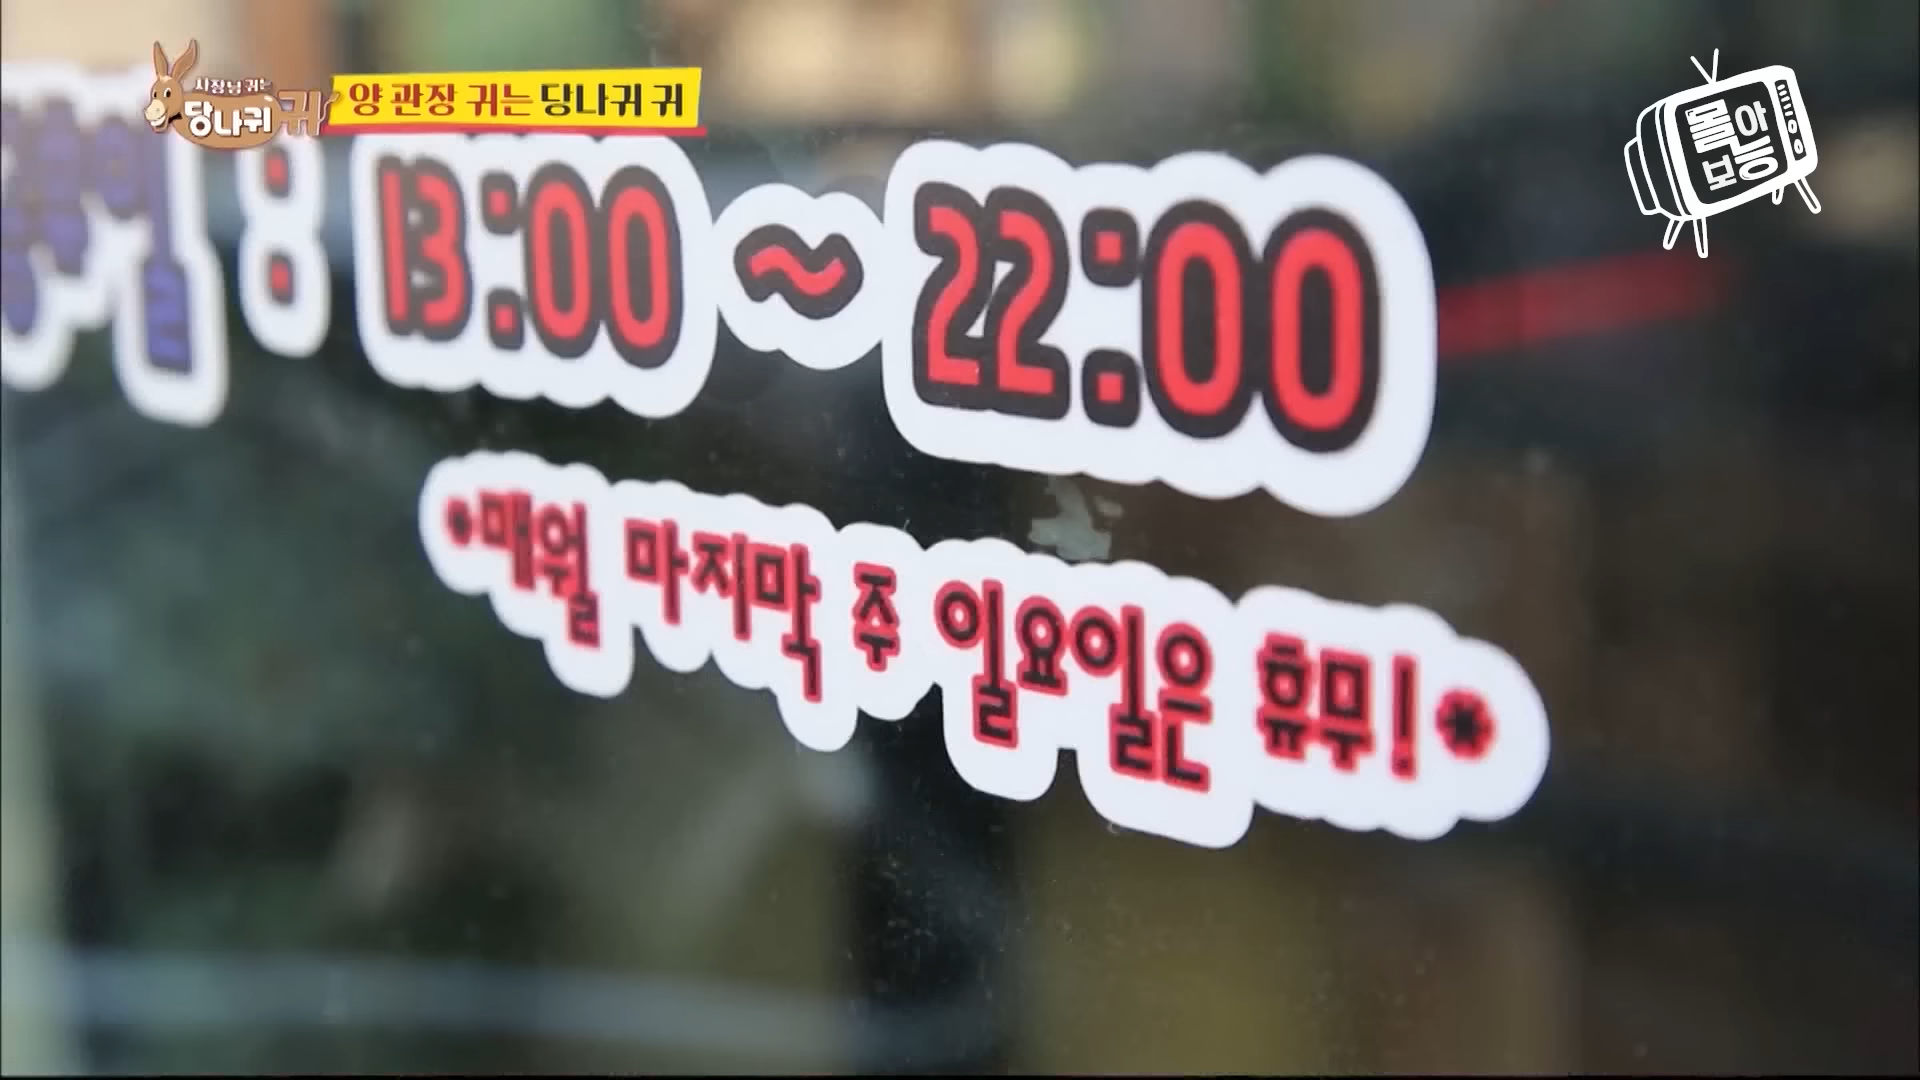 사장님 귀는
당나귀 귀
양 관장 귀는 당나귀 귀
몰아
보능
: 13:00 ~ 22:00
*매월 마지막 주 일요일은 휴무!*